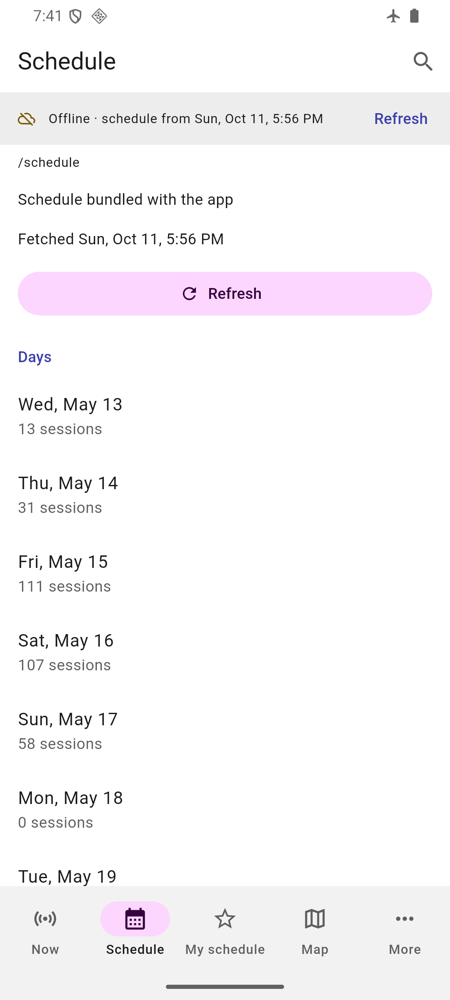 7:41
Schedule
Offline · schedule from Sun, Oct 11, 5:56 PM
Refresh
/schedule
Schedule bundled with the app
Fetched Sun, Oct 11, 5:56 PM
Refresh
Days
Wed, May 13
13 sessions
Thu, May 14
31 sessions
Fri, May 15
111 sessions
Sat, May 16
107 sessions
Sun, May 17
58 sessions
Mon, May 18
0 sessions
Tue, May 19
Now
Schedule
My schedule
Map
More